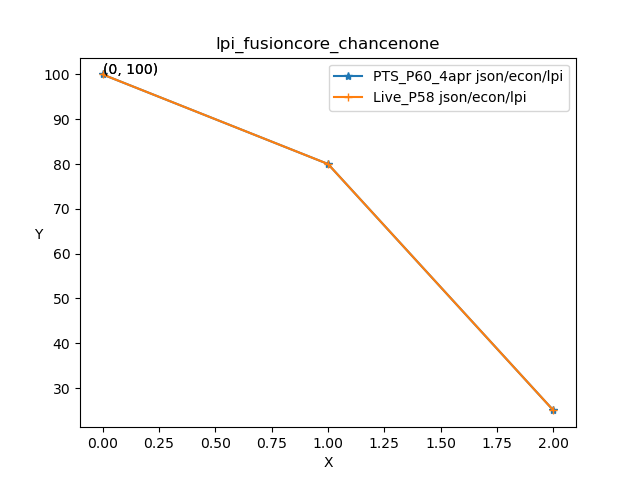 lpi_fusioncore_chancenone
(0, 100)
PTS_P60_4apr json/econ/lpi
Live_P58 json/econ/lpi
100
90
80
70
60
50
40
30
Y
0.00 0.25 0.50 0.75 1.00 1.25 1.50 1.75 2.00
X